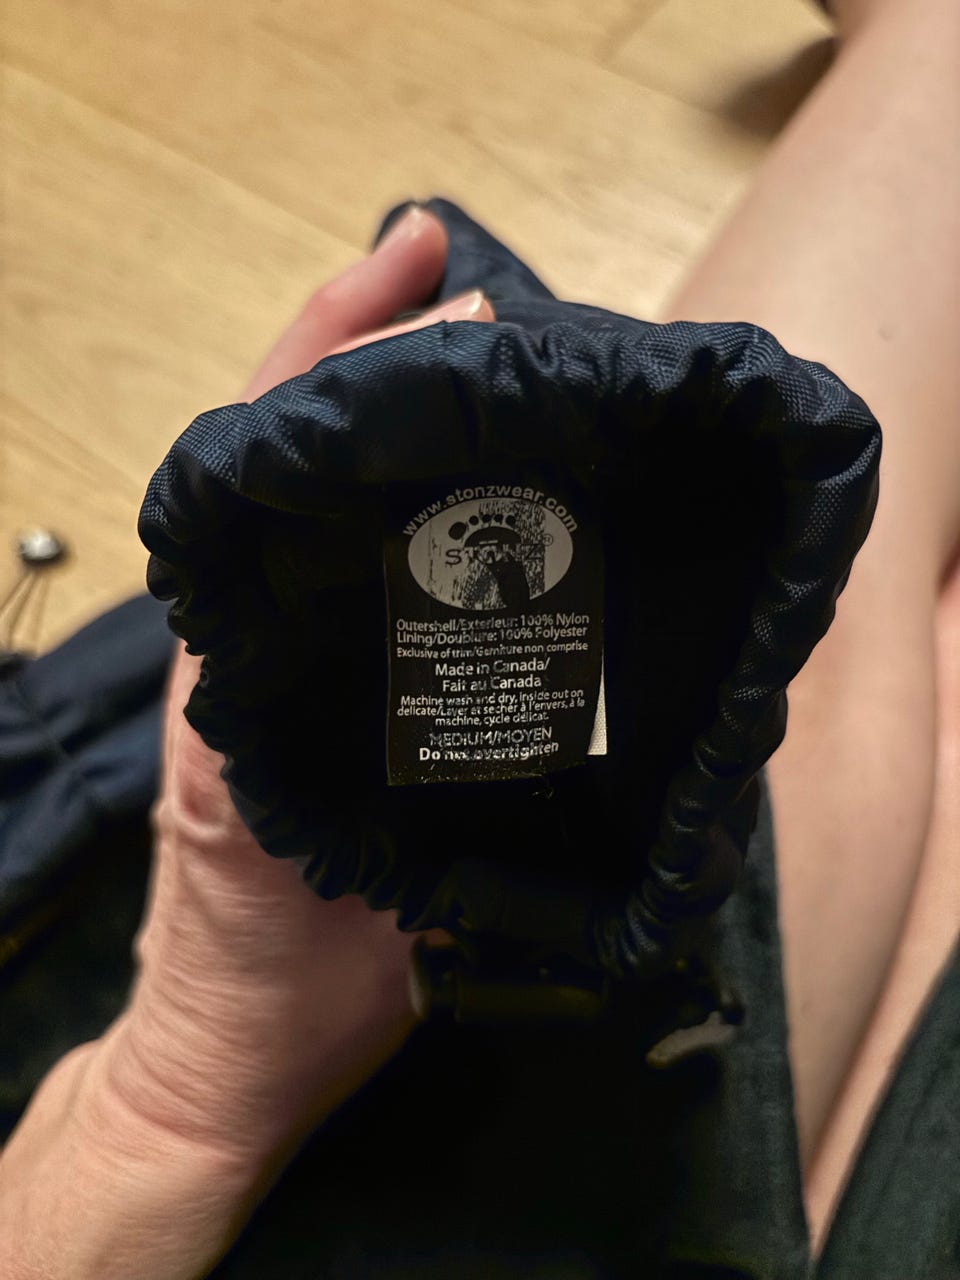 www.stonzwear.com
STONZ®
Outershell/Exterieur: 100% Nylon
Lining/Doublure: 100% Polyester
Exclusive of trim/Garniture non comprise
Made in Canada/
Fait au Canada
Machine wash and dry, inside out on
delicate/Laver et sécher à l'envers, à la
machine, cycle délicat.
MEDIUM/MOYEN
Do not overtighten